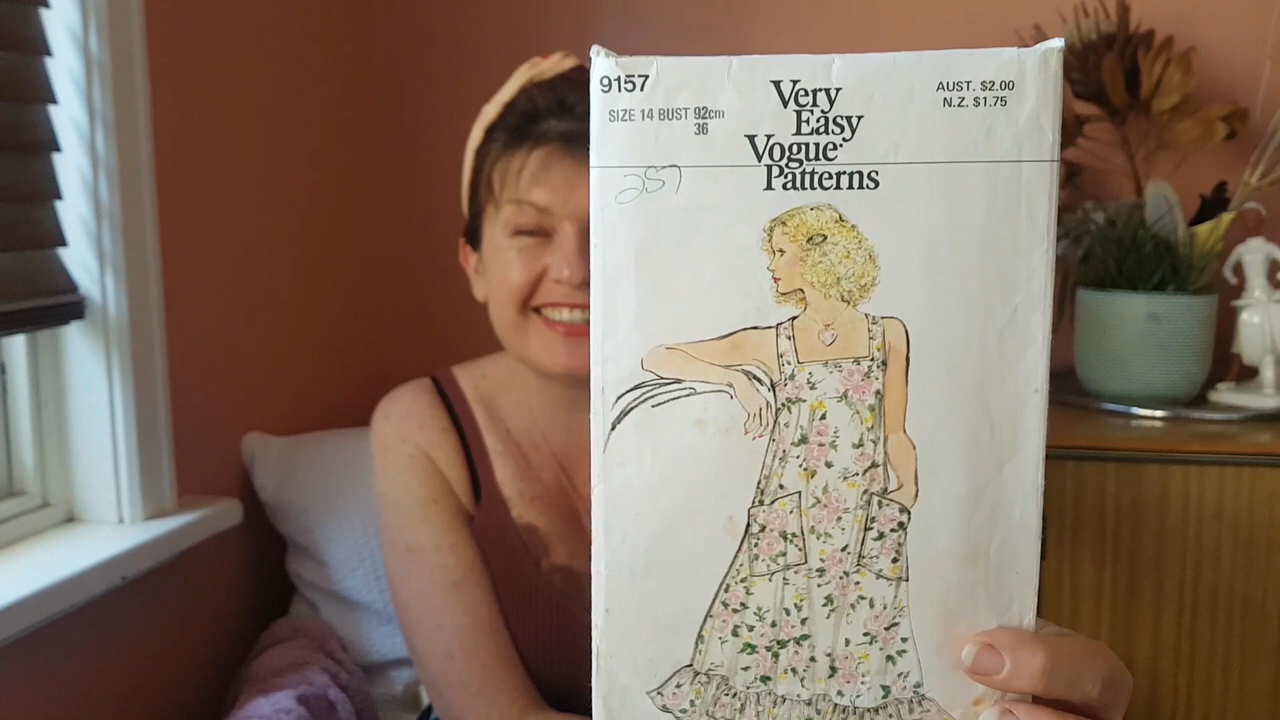 9157
SIZE 14 BUST 92cm
36
Very
Easy
Vogue
Patterns
AUST. $2.00
N.Z. $1.75
257